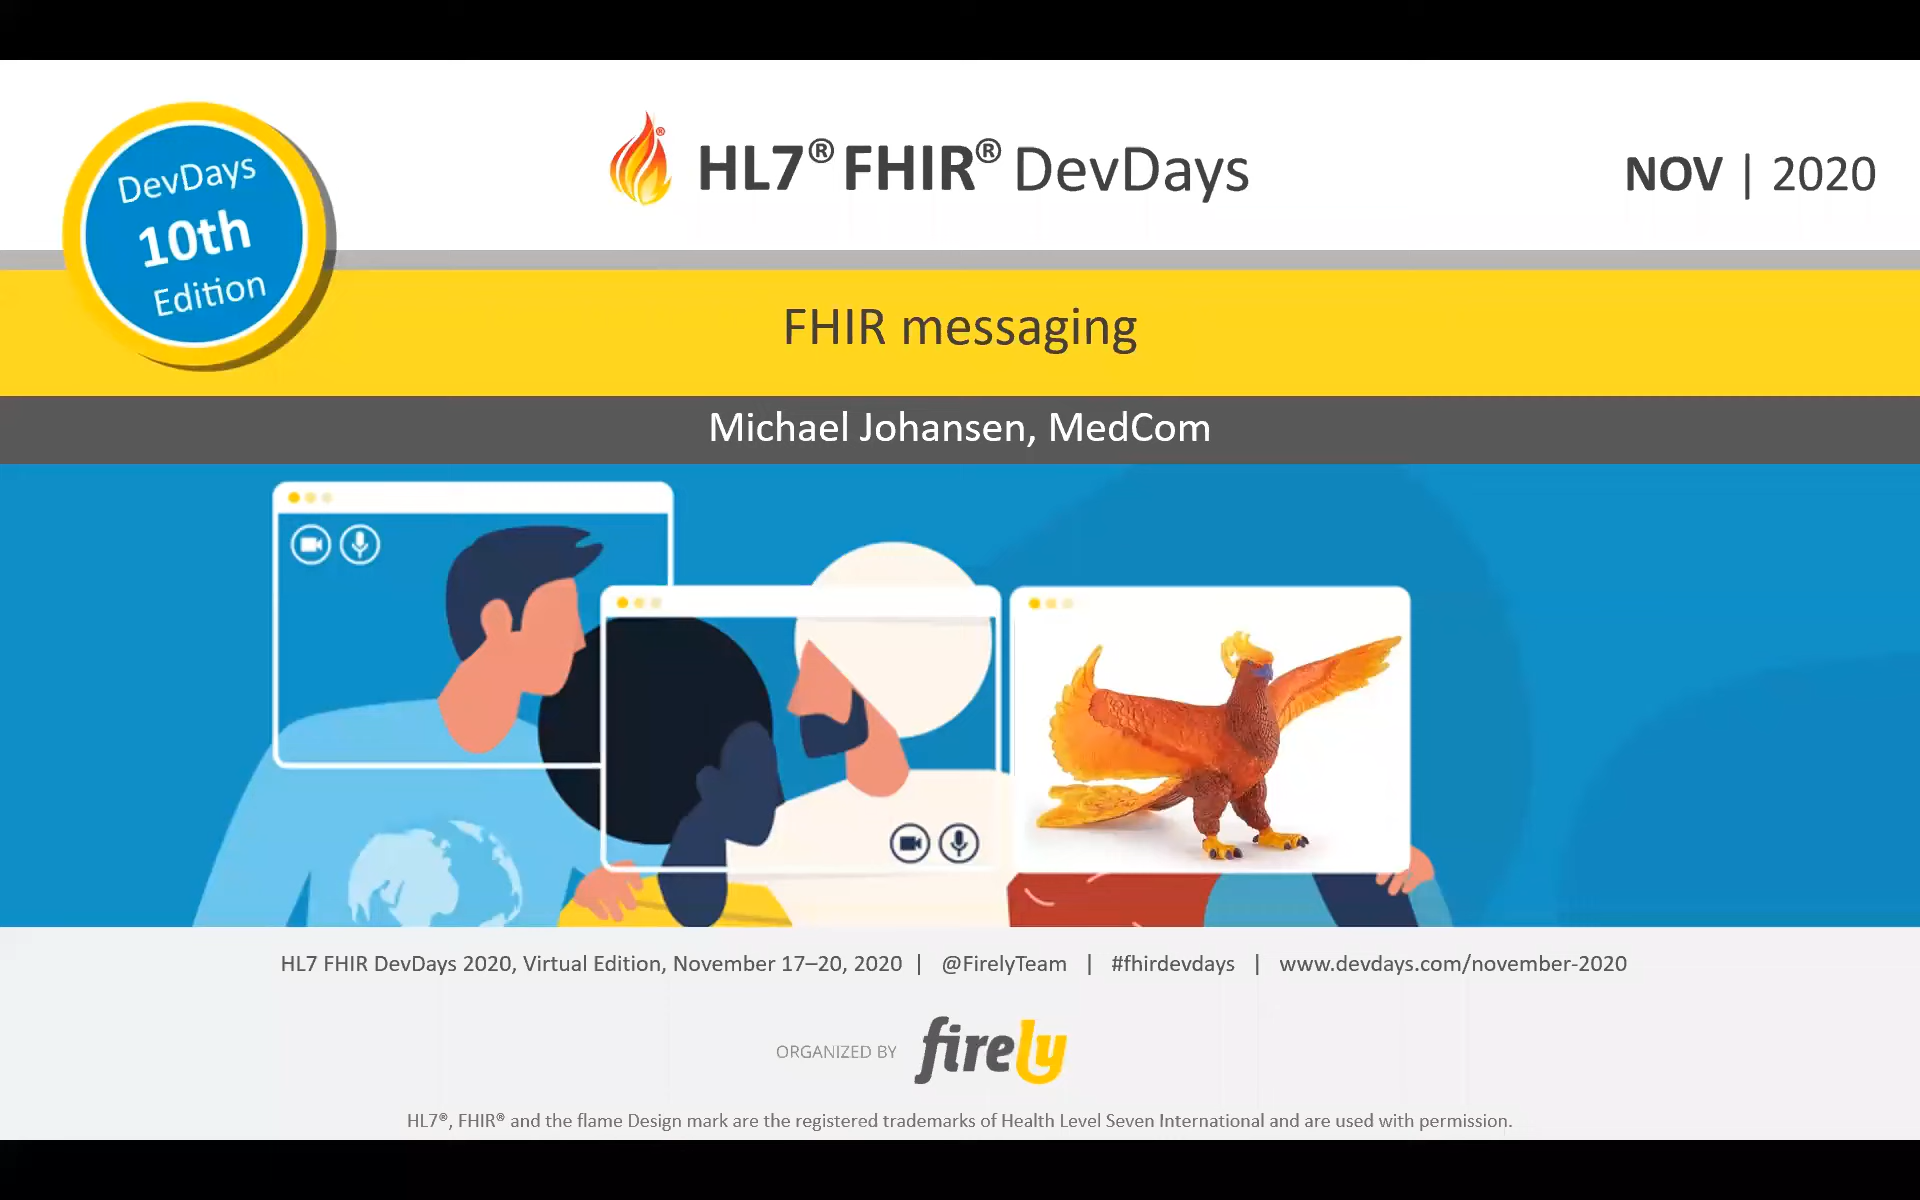 DevDays
10th
Edition
HL7® FHIR® DevDays
NOV | 2020
FHIR messaging
Michael Johansen, MedCom
HL7 FHIR DevDays 2020, Virtual Edition, November 17–20, 2020 | @FirelyTeam | #fhirdevdays | www.devdays.com/november-2020
ORGANIZED BY firely
HL7®, FHIR® and the flame Design mark are the registered trademarks of Health Level Seven International and are used with permission.